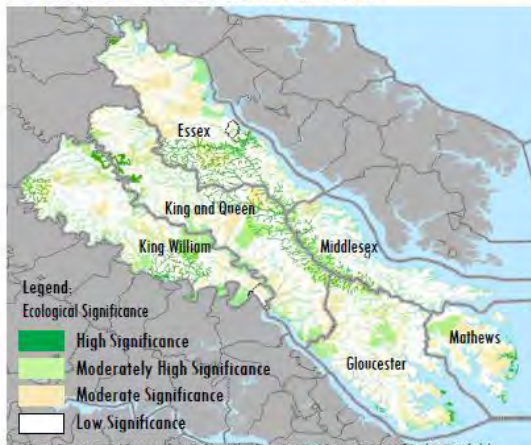 Essex
King and Queen
King William
Middlesex
Mathews
Gloucester
Legend:
Ecological Significance
High Significance
Moderately High Significance
Moderate Significance
Low Significance